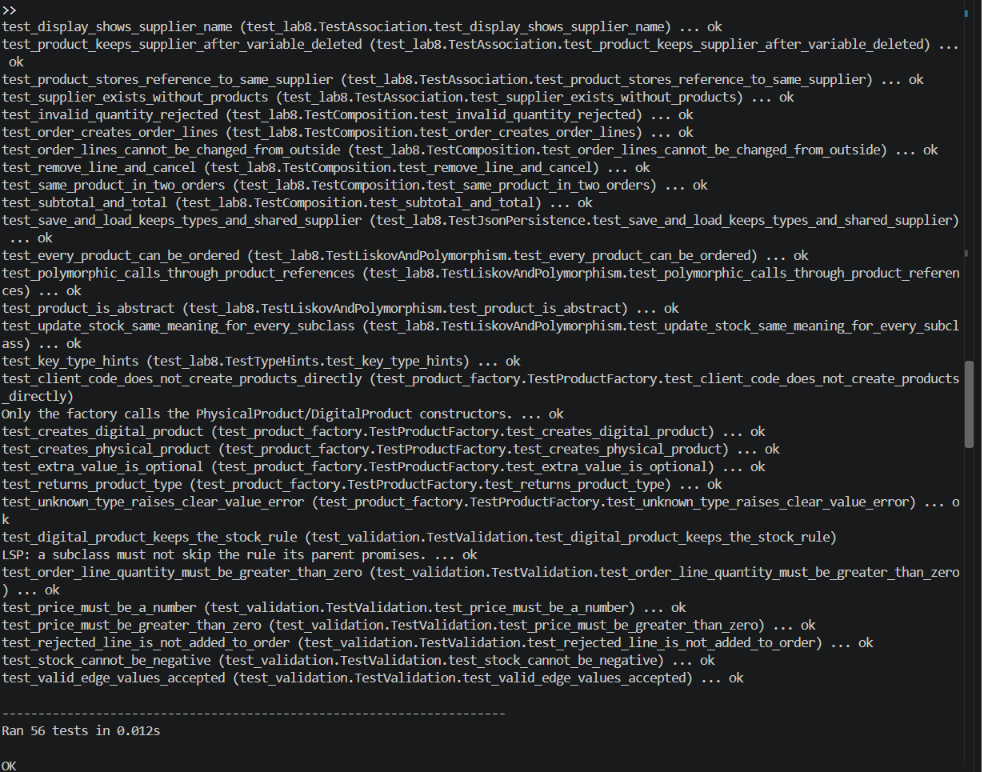 >>
test_display_shows_supplier_name (test_lab8.TestAssociation.test_display_shows_supplier_name) ... ok
test_product_keeps_supplier_after_variable_deleted (test_lab8.TestAssociation.test_product_keeps_supplier_after_variable_deleted) ...
 ok
test_product_stores_reference_to_same_supplier (test_lab8.TestAssociation.test_product_stores_reference_to_same_supplier) ... ok
test_supplier_exists_without_products (test_lab8.TestAssociation.test_supplier_exists_without_products) ... ok
test_invalid_quantity_rejected (test_lab8.TestComposition.test_invalid_quantity_rejected) ... ok
test_order_creates_order_lines (test_lab8.TestComposition.test_order_creates_order_lines) ... ok
test_order_lines_cannot_be_changed_from_outside (test_lab8.TestComposition.test_order_lines_cannot_be_changed_from_outside) ... ok
test_remove_line_and_cancel (test_lab8.TestComposition.test_remove_line_and_cancel) ... ok
test_same_product_in_two_orders (test_lab8.TestComposition.test_same_product_in_two_orders) ... ok
test_subtotal_and_total (test_lab8.TestComposition.test_subtotal_and_total) ... ok
test_save_and_load_keeps_types_and_shared_supplier (test_lab8.TestJsonPersistence.test_save_and_load_keeps_types_and_shared_supplier)
 ... ok
test_every_product_can_be_ordered (test_lab8.TestLiskovAndPolymorphism.test_every_product_can_be_ordered) ... ok
test_polymorphic_calls_through_product_references (test_lab8.TestLiskovAndPolymorphism.test_polymorphic_calls_through_product_referen
ces) ... ok
test_product_is_abstract (test_lab8.TestLiskovAndPolymorphism.test_product_is_abstract) ... ok
test_update_stock_same_meaning_for_every_subclass (test_lab8.TestLiskovAndPolymorphism.test_update_stock_same_meaning_for_every_subcl
ass) ... ok
test_key_type_hints (test_lab8.TestTypeHints.test_key_type_hints) ... ok
test_client_code_does_not_create_products_directly (test_product_factory.TestProductFactory.test_client_code_does_not_create_products
_directly)
Only the factory calls the PhysicalProduct/DigitalProduct constructors. ... ok
test_creates_digital_product (test_product_factory.TestProductFactory.test_creates_digital_product) ... ok
test_creates_physical_product (test_product_factory.TestProductFactory.test_creates_physical_product) ... ok
test_extra_value_is_optional (test_product_factory.TestProductFactory.test_extra_value_is_optional) ... ok
test_returns_product_type (test_product_factory.TestProductFactory.test_returns_product_type) ... ok
test_unknown_type_raises_clear_value_error (test_product_factory.TestProductFactory.test_unknown_type_raises_clear_value_error) ... o
k
test_digital_product_keeps_the_stock_rule (test_validation.TestValidation.test_digital_product_keeps_the_stock_rule)
LSP: a subclass must not skip the rule its parent promises. ... ok
test_order_line_quantity_must_be_greater_than_zero (test_validation.TestValidation.test_order_line_quantity_must_be_greater_than_zero
) ... ok
test_price_must_be_a_number (test_validation.TestValidation.test_price_must_be_a_number) ... ok
test_price_must_be_greater_than_zero (test_validation.TestValidation.test_price_must_be_greater_than_zero) ... ok
test_rejected_line_is_not_added_to_order (test_validation.TestValidation.test_rejected_line_is_not_added_to_order) ... ok
test_stock_cannot_be_negative (test_validation.TestValidation.test_stock_cannot_be_negative) ... ok
test_valid_edge_values_accepted (test_validation.TestValidation.test_valid_edge_values_accepted) ... ok
----------------------------------------------------------------------
Ran 56 tests in 0.012s
OK